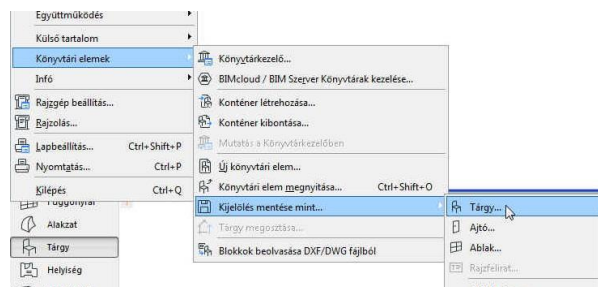 Együttműködés
Külső tartalom
Könyvtári elemek
Infó
Rajzgép beállítás...
Rajzolás...
Lapbeállítás... Ctrl+Shift+P
Nyomtatás... Ctrl+P
Kilépés Ctrl+Q
Függönyfal
Alakzat
Tárgy
Helyiség
Könyvtárkezelő...
BIMcloud / BIM Szerver Könyvtárak kezelése...
Konténer létrehozása...
Konténer kibontása...
Mutatás a Könyvtárkezelőben
Új könyvtári elem...
Könyvtári elem megnyitása... Ctrl+Shift+O
Kijelölés mentése mint...
Tárgy megosztása...
Blokkok beolvasása DXF/DWG fájlból
Tárgy...
Ajtó...
Ablak...
Rajzfelirat...